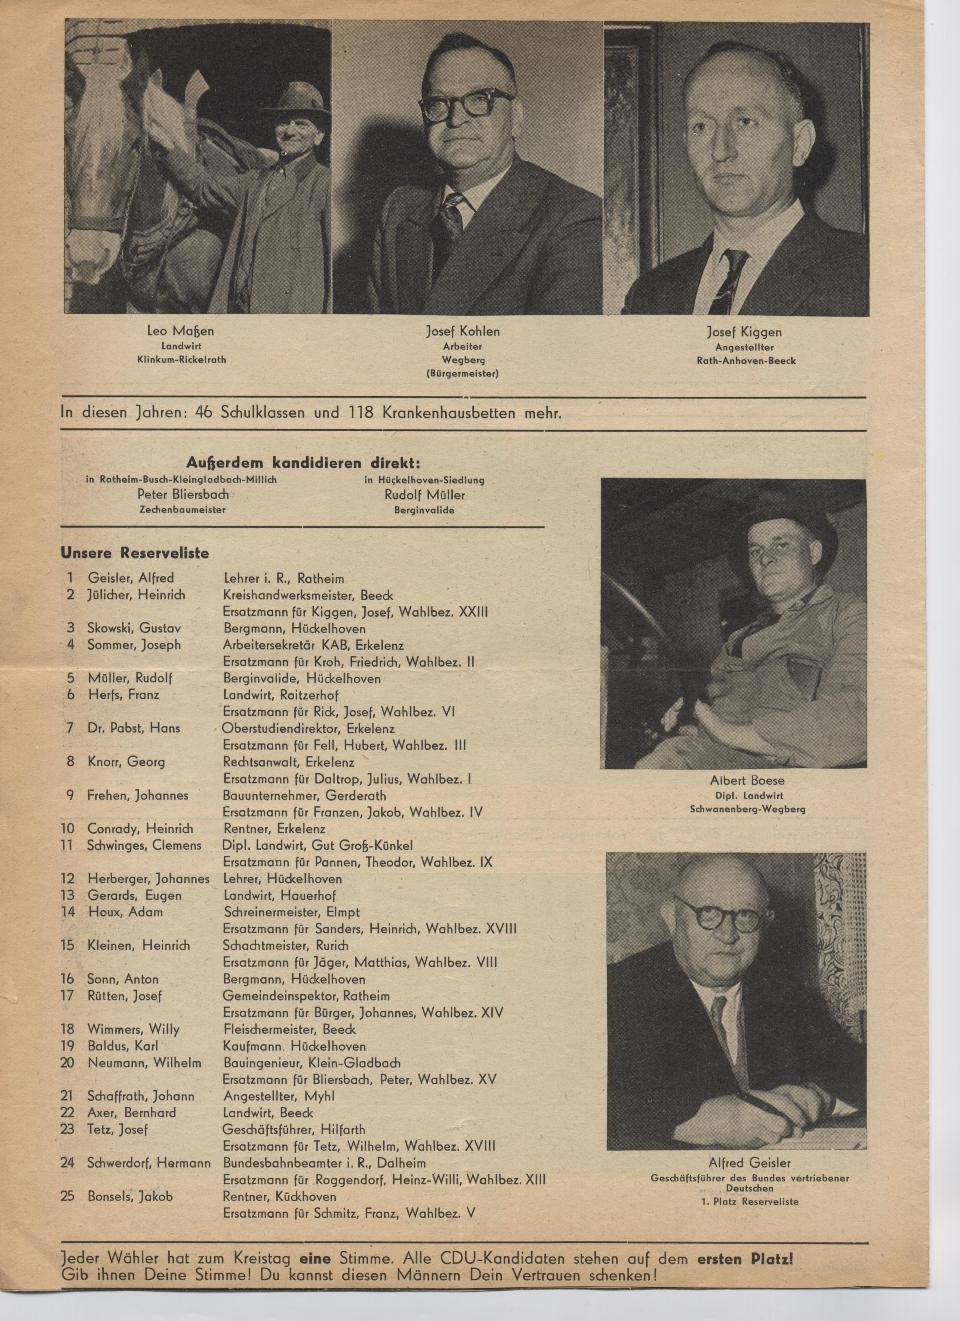 Leo Maßen
Landwirt
Klinkum-Rickelrath
Josef Kohlen
Arbeiter
Wegberg
(Bürgermeister)
Josef Kiggen
Angestellter
Rath-Anhoven-Beeck
In diesen Jahren: 46 Schulklassen und 118 Krankenhausbetten mehr.
Außerdem kandidieren direkt:
in Ratheim-Busch-Kleingladbach-Millich
Peter Bliersbach
Zechenbaumeister
in Hückelhoven-Siedlung
Rudolf Müller
Berginvalide
Unsere Reserveliste
1 Geisler, Alfred Lehrer i. R., Ratheim
2 Jülicher, Heinrich Kreishandwerksmeister, Beeck
Ersatzmann für Kiggen, Josef, Wahlbez. XXIII
3 Skowski, Gustav Bergmann, Hückelhoven
4 Sommer, Joseph Arbeitersekretär KAB, Erkelenz
Ersatzmann für Kroh, Friedrich, Wahlbez. II
5 Müller, Rudolf Berginvalide, Hückelhoven
6 Herfs, Franz Landwirt, Roitzerhof
Ersatzmann für Rick, Josef, Wahlbez. VI
7 Dr. Pabst, Hans Oberstudiendirektor, Erkelenz
Ersatzmann für Fell, Hubert, Wahlbez. III
8 Knorr, Georg Rechtsanwalt, Erkelenz
Ersatzmann für Daltrop, Julius, Wahlbez. I
9 Frehen, Johannes Bauunternehmer, Gerderath
Ersatzmann für Franzen, Jakob, Wahlbez. IV
10 Conrady, Heinrich Rentner, Erkelenz
11 Schwinges, Clemens Dipl. Landwirt, Gut Groß-Künkel
Ersatzmann für Pannen, Theodor, Wahlbez. IX
12 Herberger, Johannes Lehrer, Hückelhoven
13 Gerards, Eugen Landwirt, Hauerhof
14 Houx, Adam Schreinermeister, Elmpt
Ersatzmann für Sanders, Heinrich, Wahlbez. XVIII
15 Kleinen, Heinrich Schachtmeister, Rurich
Ersatzmann für Jäger, Matthias, Wahlbez. VIII
16 Sonn, Anton Bergmann, Hückelhoven
17 Rütten, Josef Gemeindeinspektor, Ratheim
Ersatzmann für Bürger, Johannes, Wahlbez. XIV
18 Wimmers, Willy Fleischermeister, Beeck
19 Baldus, Karl Kaufmann, Hückelhoven
20 Neumann, Wilhelm Bauingenieur, Klein-Gladbach
Ersatzmann für Bliersbach, Peter, Wahlbez. XV
21 Schaffrath, Johann Angestellter, Myhl
22 Axer, Bernhard Landwirt, Beeck
23 Tetz, Josef Geschäftsführer, Hilfarth
Ersatzmann für Tetz, Wilhelm, Wahlbez. XVIII
24 Schwerdorf, Hermann Bundesbahnbeamter i. R., Dalheim
Ersatzmann für Roggendorf, Heinz-Willi, Wahlbez. XIII
25 Bonsels, Jakob Rentner, Kückhoven
Ersatzmann für Schmitz, Franz, Wahlbez. V
Albert Boese
Dipl. Landwirt
Schwanenberg-Wegberg
Alfred Geisler
Geschäftsführer des Bundes vertriebener
Deutschen
1. Platz Reserveliste
Jeder Wähler hat zum Kreistag eine Stimme. Alle CDU-Kandidaten stehen auf dem ersten Platz!
Gib ihnen Deine Stimme! Du kannst diesen Männern Dein Vertrauen schenken!